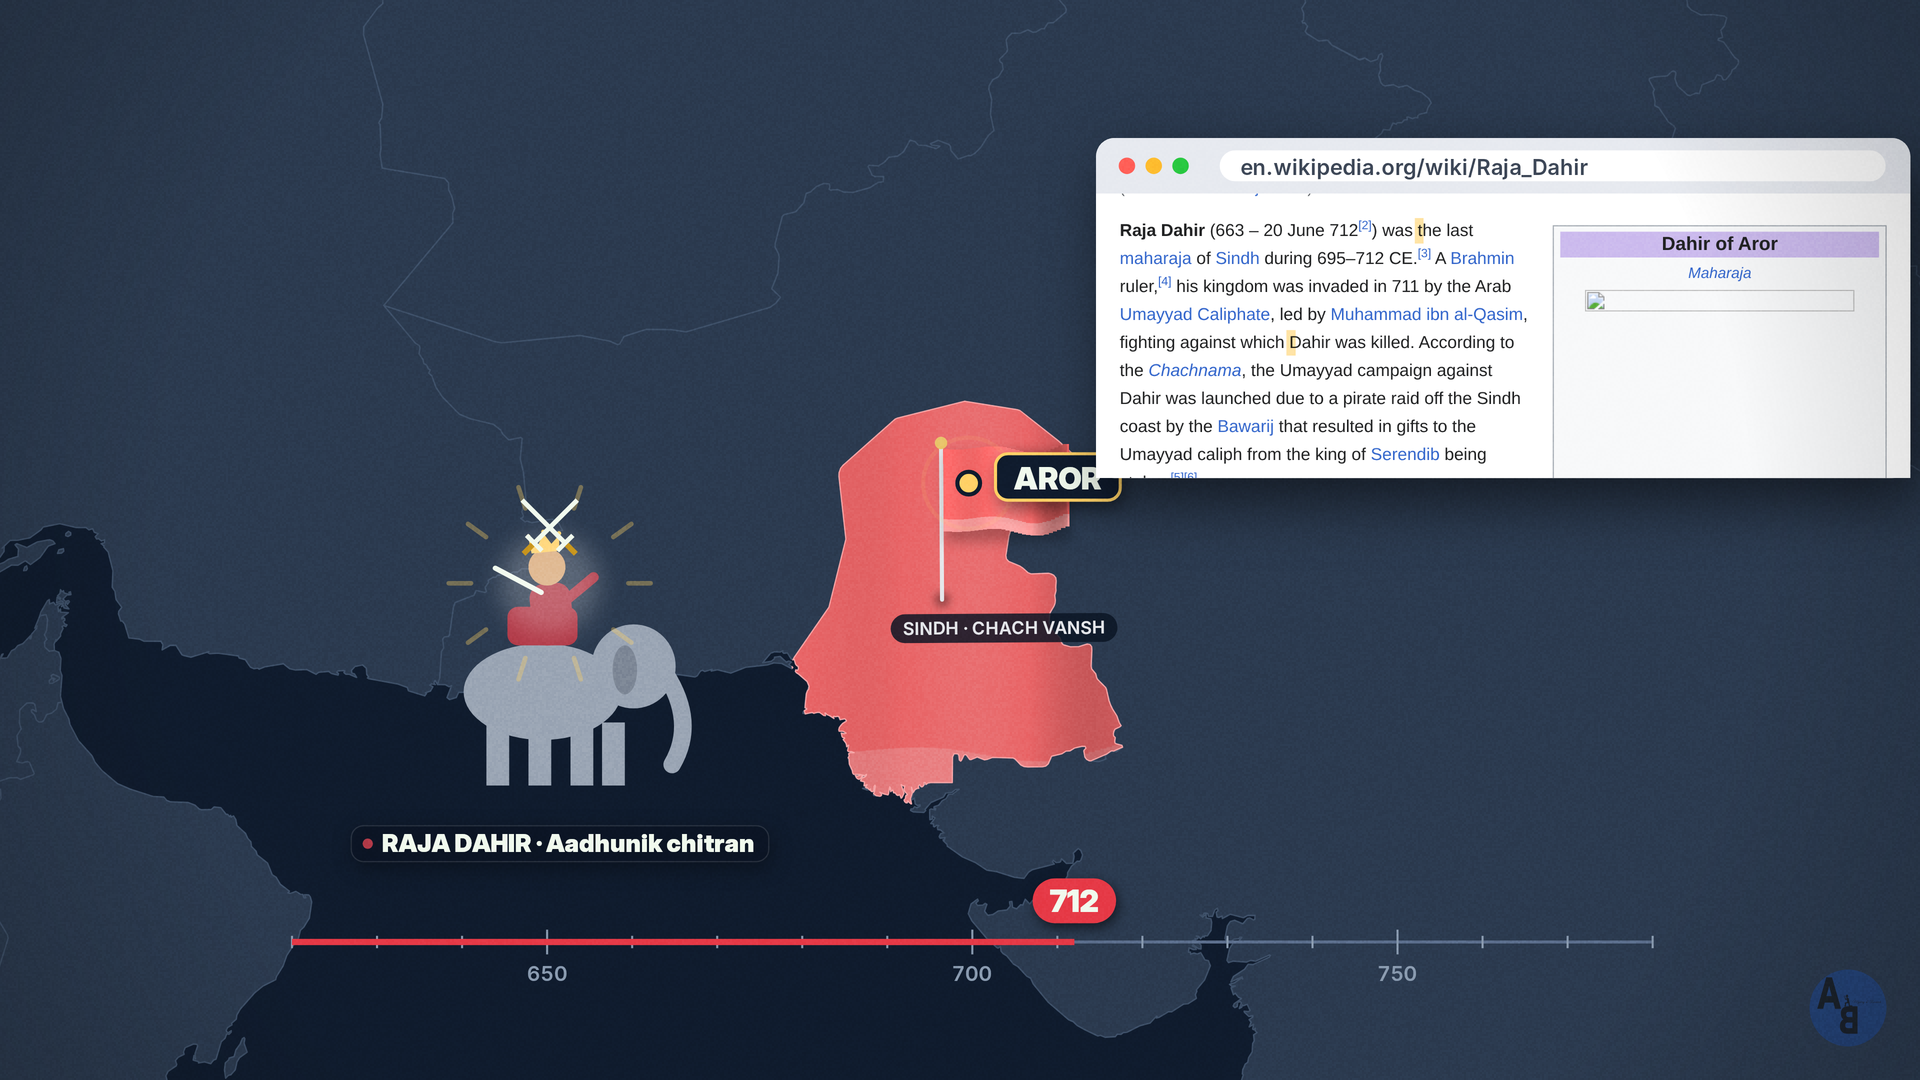 en.wikipedia.org/wiki/Raja_Dahir
Raja Dahir (663 – 20 June 712[2]) was the last
maharaja of Sindh during 695–712 CE.[3] A Brahmin
ruler,[4] his kingdom was invaded in 711 by the Arab
Umayyad Caliphate, led by Muhammad ibn al-Qasim,
fighting against which Dahir was killed. According to
the Chachnama, the Umayyad campaign against
Dahir was launched due to a pirate raid off the Sindh
coast by the Bawarij that resulted in gifts to the
Umayyad caliph from the king of Serendib being
[5][6]
Dahir of Aror
Maharaja
AROR
SINDH · CHACH VANSH
RAJA DAHIR · Aadhunik chitran
712
650
700
750
A
B